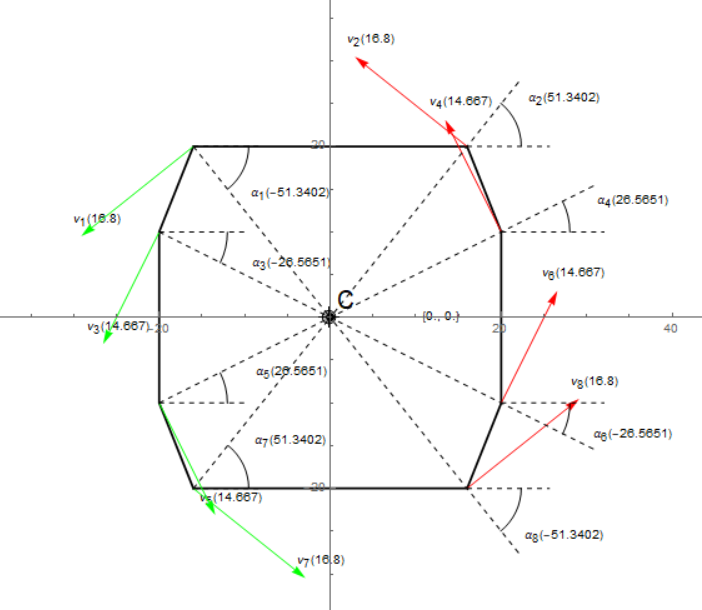 v2(16.8)
v4(14.667)
α2(51.3402)
20
α1(-51.3402)
α4(26.5651)
v1(16.8)
α3(-26.5651)
v6(14.667)
C
{0., 0.}
v3(14.667)
-20
20
40
α5(26.5651)
v8(16.8)
α6(-26.5651)
α7(51.3402)
-20
v5(14.667)
α8(-51.3402)
v7(16.8)